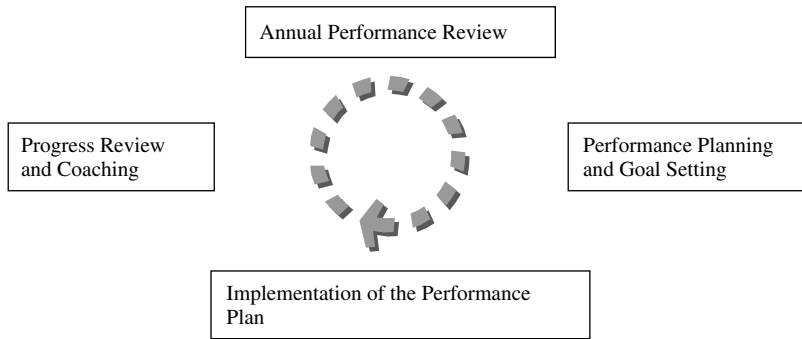 Annual Performance Review
Progress Review
and Coaching
Performance Planning
and Goal Setting
Implementation of the Performance
Plan